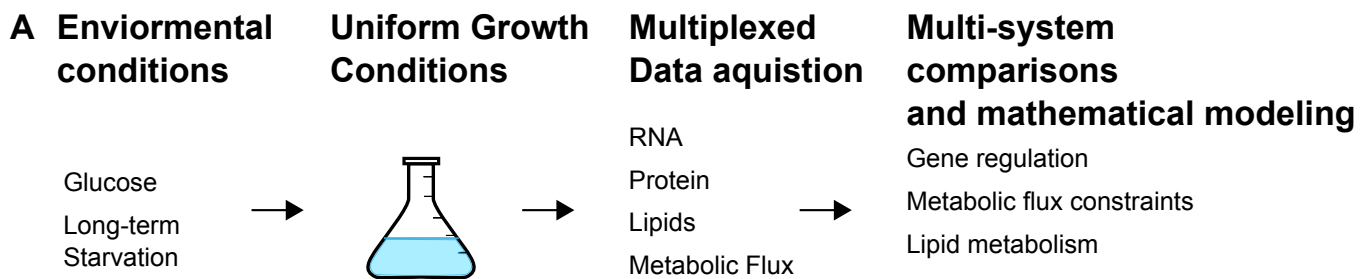 A Enviormental
conditions
Uniform Growth
Conditions
Multiplexed
Data aquistion
Multi-system
comparisons
and mathematical modeling
Glucose
Long-term
Starvation
RNA
Protein
Lipids
Metabolic Flux
Gene regulation
Metabolic flux constraints
Lipid metabolism